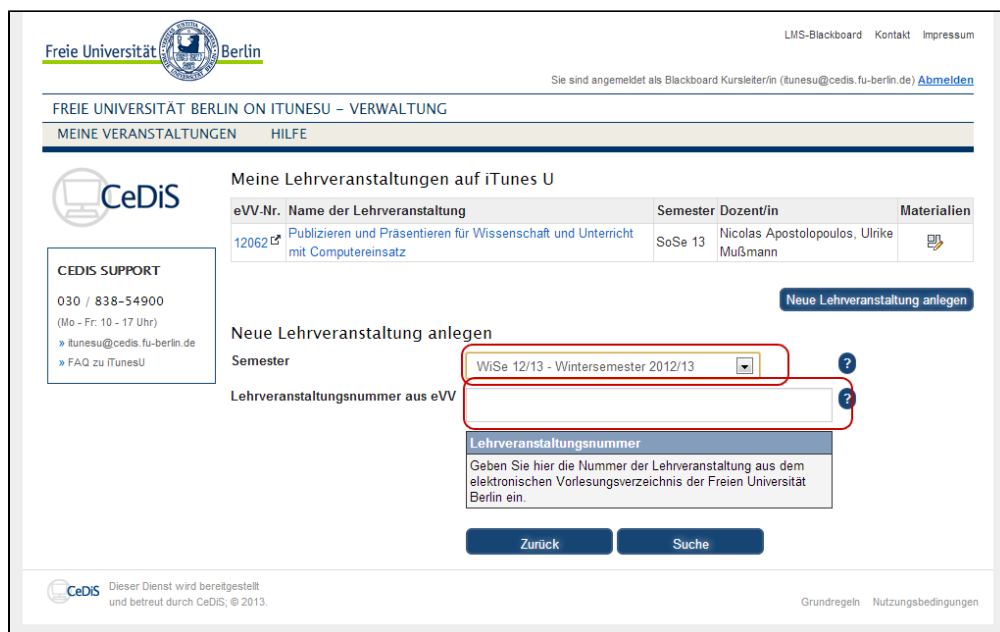 LMS-Blackboard Kontakt Impressum
Freie Universität Berlin
Sie sind angemeldet als Blackboard Kursleiter/in (itunesu@cedis.fu-berlin.de) Abmelden
FREIE UNIVERSITÄT BERLIN ON ITUNESU – VERWALTUNG
MEINE VERANSTALTUNGEN HILFE
CeDiS
CEDIS SUPPORT
030 / 838-54900
(Mo - Fr: 10 - 17 Uhr)
» itunesu@cedis.fu-berlin.de
» FAQ zu iTunesU
Meine Lehrveranstaltungen auf iTunes U
eVV-Nr. Name der Lehrveranstaltung Semester Dozent/in Materialien
12062 Publizieren und Präsentieren für Wissenschaft und Unterricht mit Computereinsatz SoSe 13 Nicolas Apostolopoulos, Ulrike Mußmann
Neue Lehrveranstaltung anlegen
Neue Lehrveranstaltung anlegen
Semester WiSe 12/13 - Wintersemester 2012/13 ?
Lehrveranstaltungsnummer aus eVV ?
Lehrveranstaltungsnummer
Geben Sie hier die Nummer der Lehrveranstaltung aus dem
elektronischen Vorlesungsverzeichnis der Freien Universität
Berlin ein.
Zurück Suche
CeDiS Dieser Dienst wird bereitgestellt
und betreut durch CeDiS; © 2013.
Grundregeln Nutzungsbedingungen